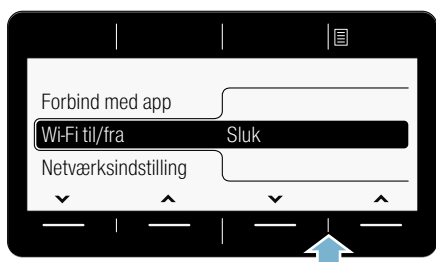 Forbind med app
Wi-Fi til/fra Sluk
Netværksindstilling